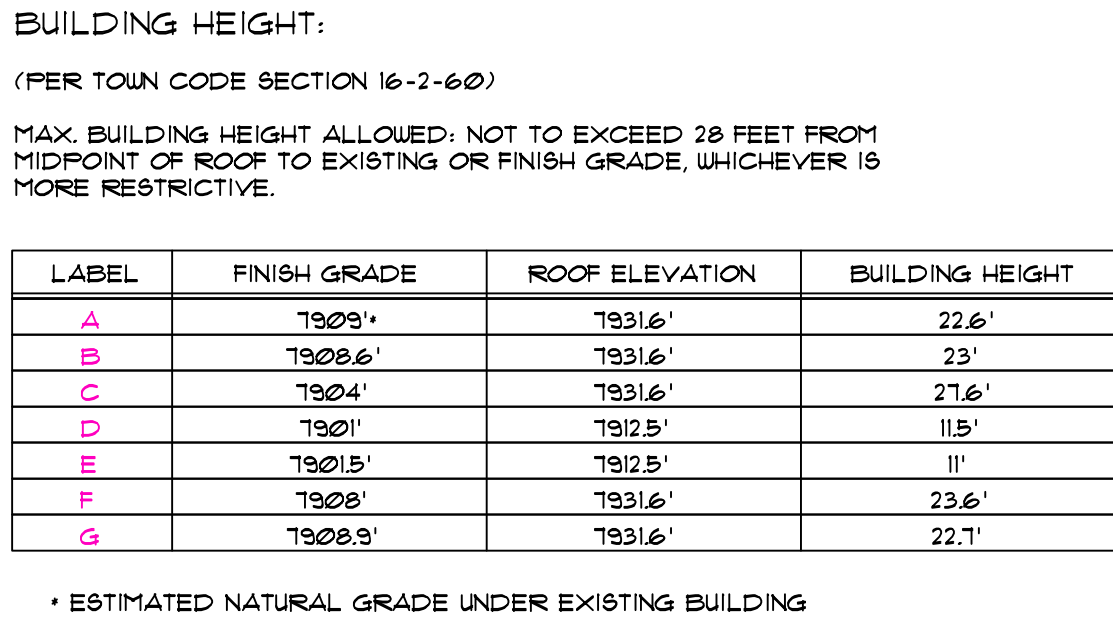 BUILDING HEIGHT:
(PER TOWN CODE SECTION 16-2-60)
MAX. BUILDING HEIGHT ALLOWED: NOT TO EXCEED 28 FEET FROM
MIDPOINT OF ROOF TO EXISTING OR FINISH GRADE, WHICHEVER IS
MORE RESTRICTIVE.
LABEL FINISH GRADE ROOF ELEVATION BUILDING HEIGHT
A 7909'* 7931.6' 22.6'
B 7908.6' 7931.6' 23'
C 7904' 7931.6' 27.6'
D 7901' 7912.5' 11.5'
E 7901.5' 7912.5' 11'
F 7908' 7931.6' 23.6'
G 7908.9' 7931.6' 22.7'
* ESTIMATED NATURAL GRADE UNDER EXISTING BUILDING